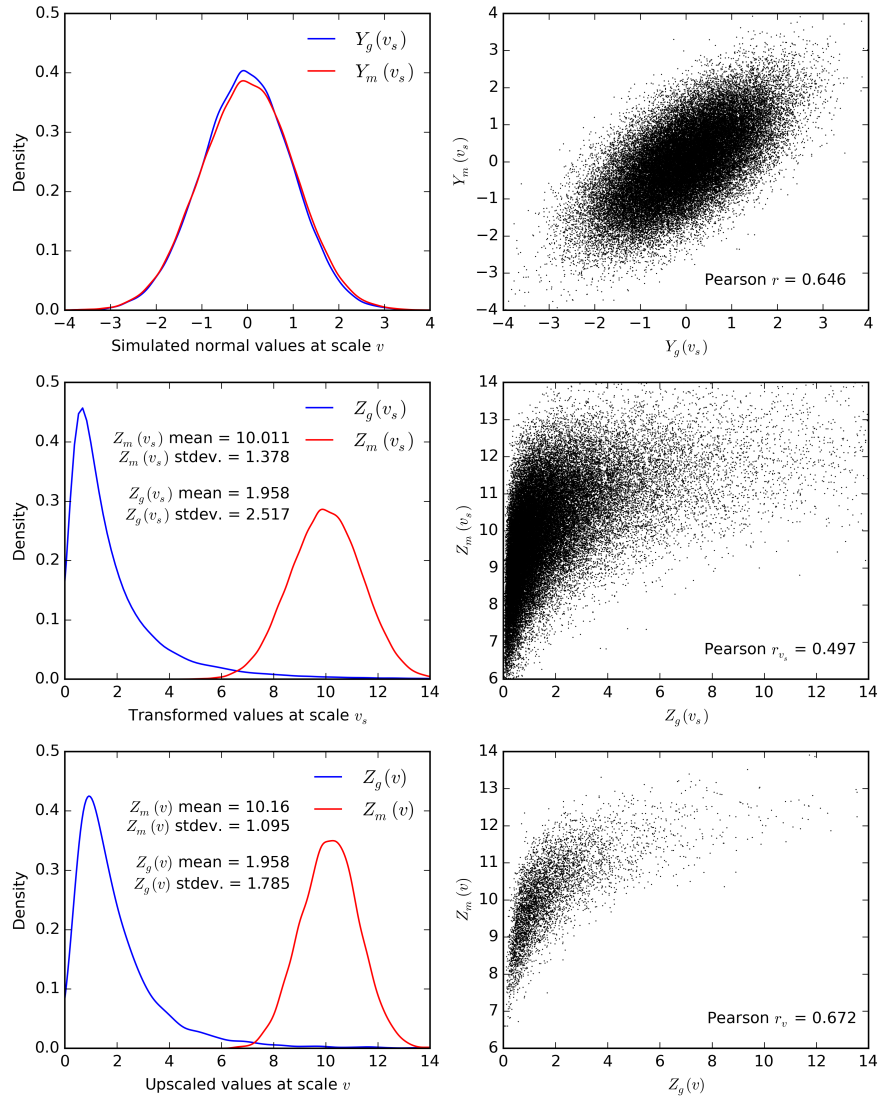 0.5
0.4
0.3
0.2
0.1
0.0
Density
Y_g(v_s)
Y_m(v_s)
−4 −3 −2 −1 0 1 2 3 4
Simulated normal values at scale v
4
3
2
1
0
−1
−2
−3
−4
Y_m(v_s)
Pearson r = 0.646
−4 −3 −2 −1 0 1 2 3 4
Y_g(v_s)
0.5
0.4
0.3
0.2
0.1
0.0
Density
Z_g(v_s)
Z_m(v_s)
Z_m(v_s) mean = 10.011
Z_m(v_s) stdev. = 1.378
Z_g(v_s) mean = 1.958
Z_g(v_s) stdev. = 2.517
0 2 4 6 8 10 12 14
Transformed values at scale v_s
14
13
12
11
10
9
8
7
6
Z_m(v_s)
Pearson r_{v_s} = 0.497
0 2 4 6 8 10 12 14
Z_g(v_s)
0.5
0.4
0.3
0.2
0.1
0.0
Density
Z_g(v)
Z_m(v)
Z_m(v) mean = 10.16
Z_m(v) stdev. = 1.095
Z_g(v) mean = 1.958
Z_g(v) stdev. = 1.785
0 2 4 6 8 10 12 14
Upscaled values at scale v
14
13
12
11
10
9
8
7
6
Z_m(v)
Pearson r_v = 0.672
0 2 4 6 8 10 12 14
Z_g(v)